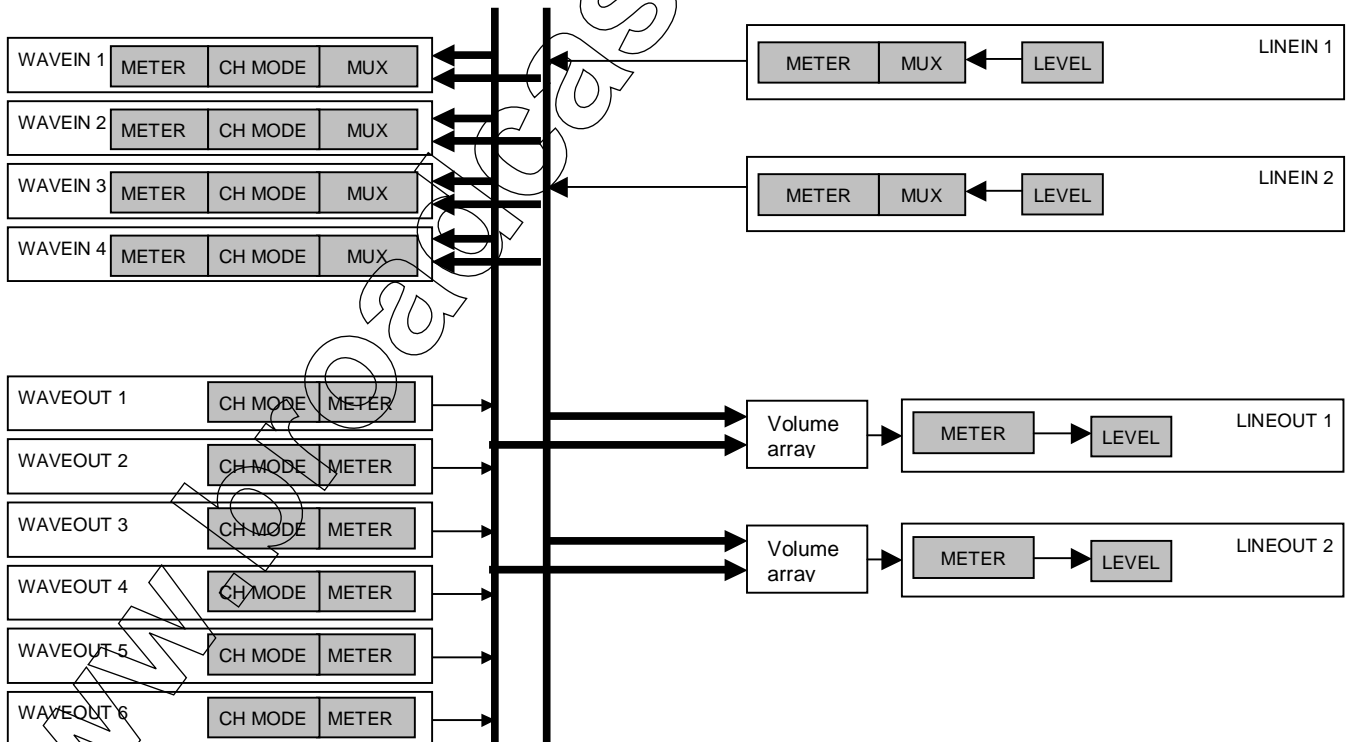 WAVEIN 1 METER CH MODE MUX
WAVEIN 2 METER CH MODE MUX
WAVEIN 3 METER CH MODE MUX
WAVEIN 4 METER CH MODE MUX
METER MUX LEVEL LINEIN 1
METER MUX LEVEL LINEIN 2
WAVEOUT 1 CH MODE METER
WAVEOUT 2 CH MODE METER
WAVEOUT 3 CH MODE METER
WAVEOUT 4 CH MODE METER
WAVEOUT 5 CH MODE METER
WAVEOUT 6 CH MODE METER
Volume
array
METER LEVEL LINEOUT 1
Volume
array
METER LEVEL LINEOUT 2
www.broadcas